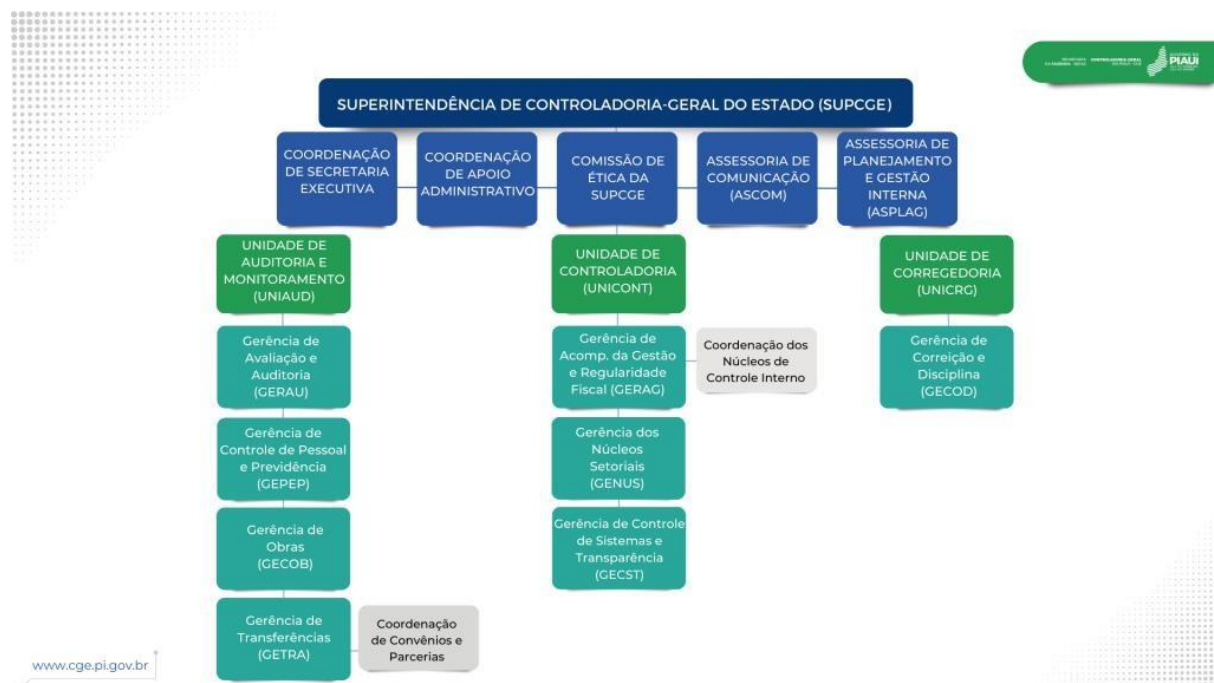 GOVERNO DO
PIAUÍ
SUPERINTENDÊNCIA DE CONTROLADORIA-GERAL DO ESTADO (SUPCGE)
COORDENAÇÃO
DE SECRETARIA
EXECUTIVA
COORDENAÇÃO
DE APOIO
ADMINISTRATIVO
COMISSÃO DE
ÉTICA DA
SUPCGE
ASSESSORIA DE
COMUNICAÇÃO
(ASCOM)
ASSESSORIA DE
PLANEJAMENTO
E GESTÃO
INTERNA
(ASPLAG)
UNIDADE DE
AUDITORIA E
MONITORAMENTO
(UNIAUD)
Gerência de
Avaliação e
Auditoria
(GERAU)
Gerência de
Controle de Pessoal
e Previdência
(GEPEP)
Gerência de
Obras
(GECOB)
Gerência de
Transferências
(GETRA)
Coordenação
de Convênios e
Parcerias
UNIDADE DE
CONTROLADORIA
(UNICONT)
Gerência de
Acomp. da Gestão
e Regularidade
Fiscal (GERAG)
Coordenação dos
Núcleos de
Controle Interno
Gerência dos
Núcleos
Setoriais
(GENUS)
Gerência de Controle
de Sistemas e
Transparência
(GECST)
UNIDADE DE
CORREGEDORIA
(UNICRG)
Gerência de
Correição e
Disciplina
(GECOD)
www.cge.pi.gov.br